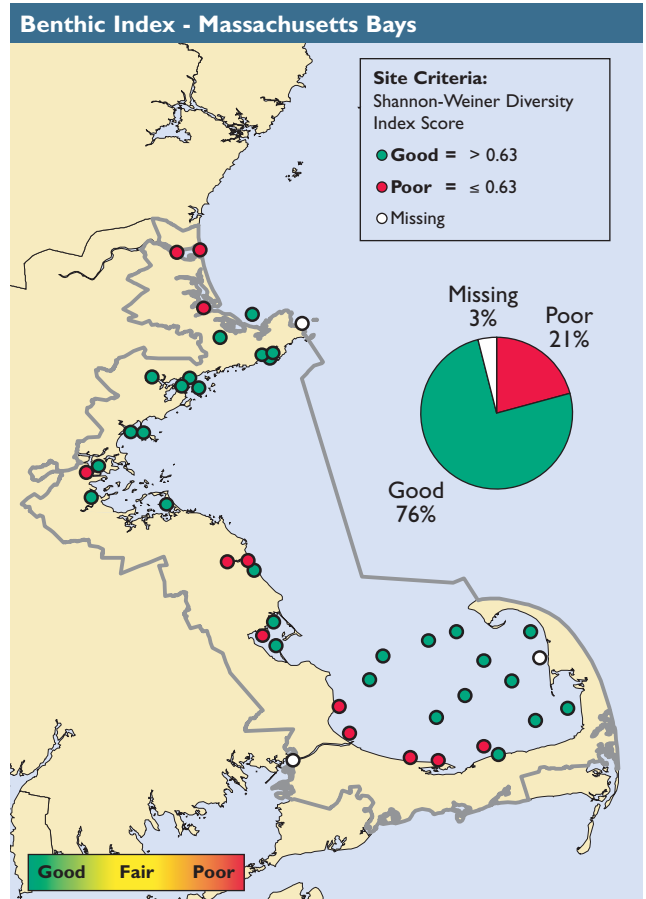 Benthic Index - Massachusetts Bays
Site Criteria:
Shannon-Weiner Diversity
Index Score
Good = > 0.63
Poor = ≤ 0.63
Missing
Missing
3%
Poor
21%
Good
76%
Good Fair Poor